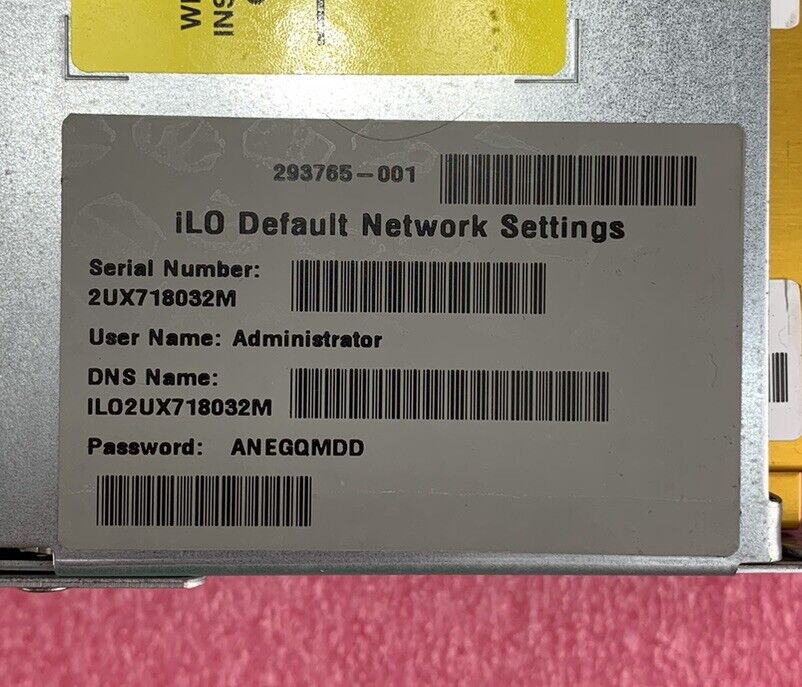 293765-001
iLO Default Network Settings
Serial Number:
2UX718032M
User Name: Administrator
DNS Name:
ILO2UX718032M
Password: ANEGQMDD